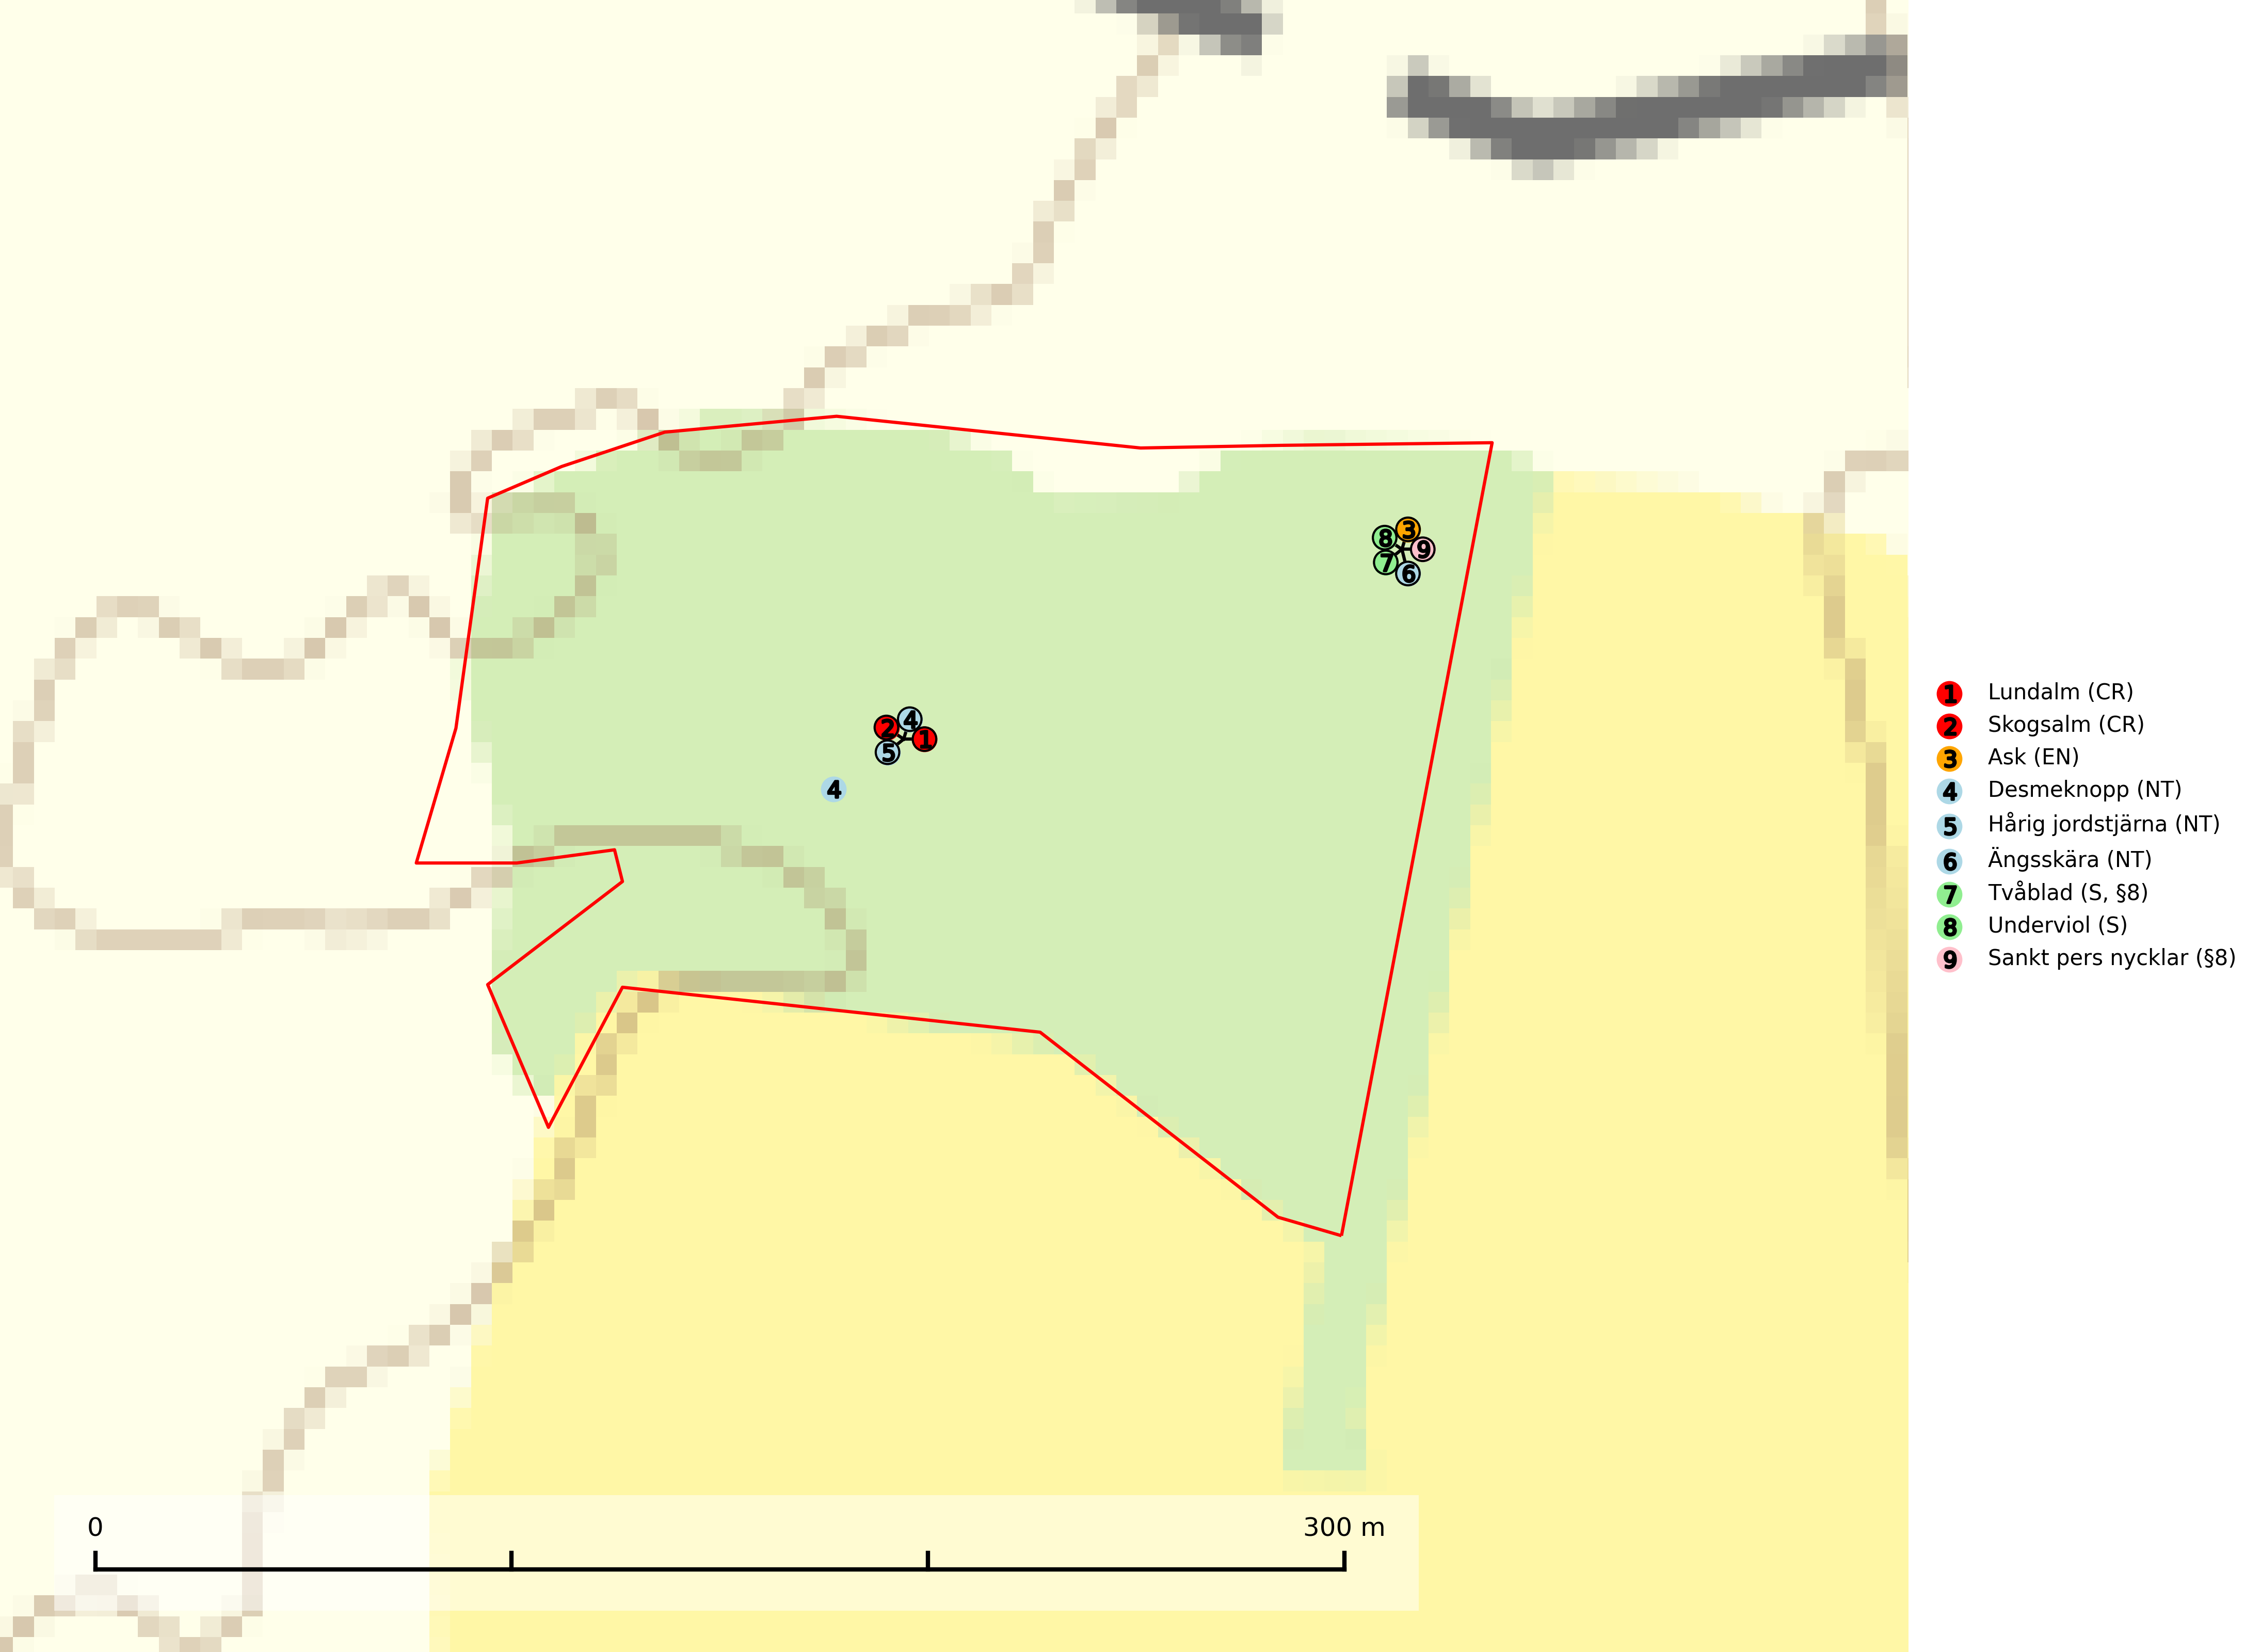 8 3
9
7
6
4
2
1
5
4
1 Lundalm (CR)
2 Skogsalm (CR)
3 Ask (EN)
4 Desmeknopp (NT)
5 Hårig jordstjärna (NT)
6 Ängsskära (NT)
7 Tvåblad (S, §8)
8 Underviol (S)
9 Sankt pers nycklar (§8)
0 300 m